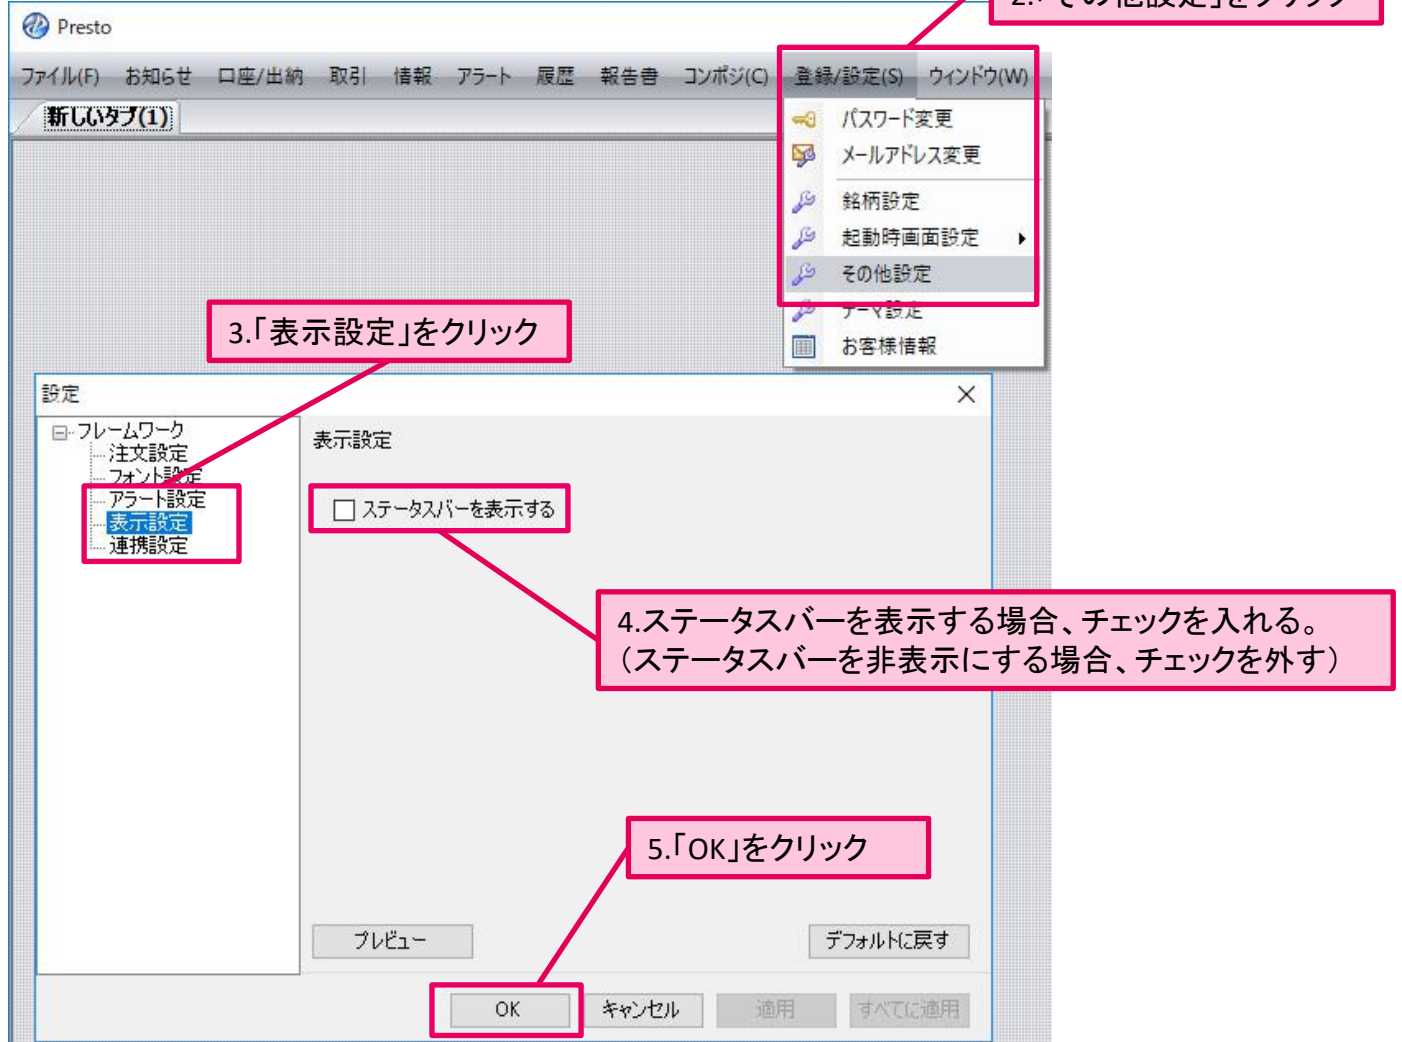 2.「その他設定」をクリック
Presto
ファイル(F) お知らせ 口座/出納 取引 情報 アラート 履歴 報告書 コンポジ(C) 登録/設定(S) ウィンドウ(W)
新しいタブ(1)
パスワード変更
メールアドレス変更
銘柄設定
起動時画面設定
その他設定
テーマ設定
お客様情報
3.「表示設定」をクリック
設定
フレームワーク
注文設定
フォント設定
アラート設定
表示設定
連携設定
表示設定
ステータスバーを表示する
4.ステータスバーを表示する場合、チェックを入れる。
（ステータスバーを非表示にする場合、チェックを外す）
5.「OK」をクリック
プレビュー
デフォルトに戻す
OK
キャンセル
適用
すべてに適用